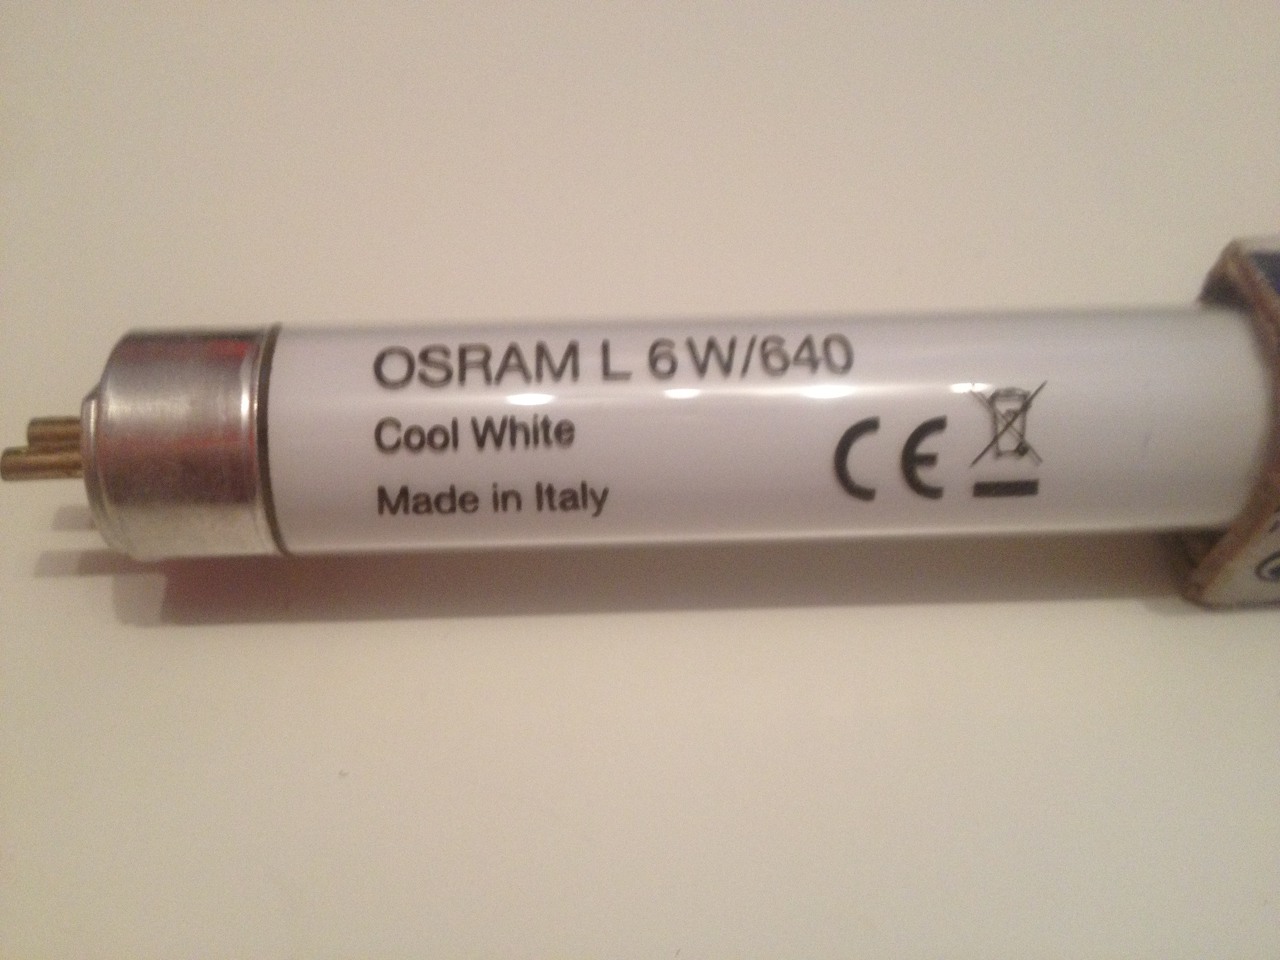 OSRAM L 6W/640
Cool White
Made in Italy
CE